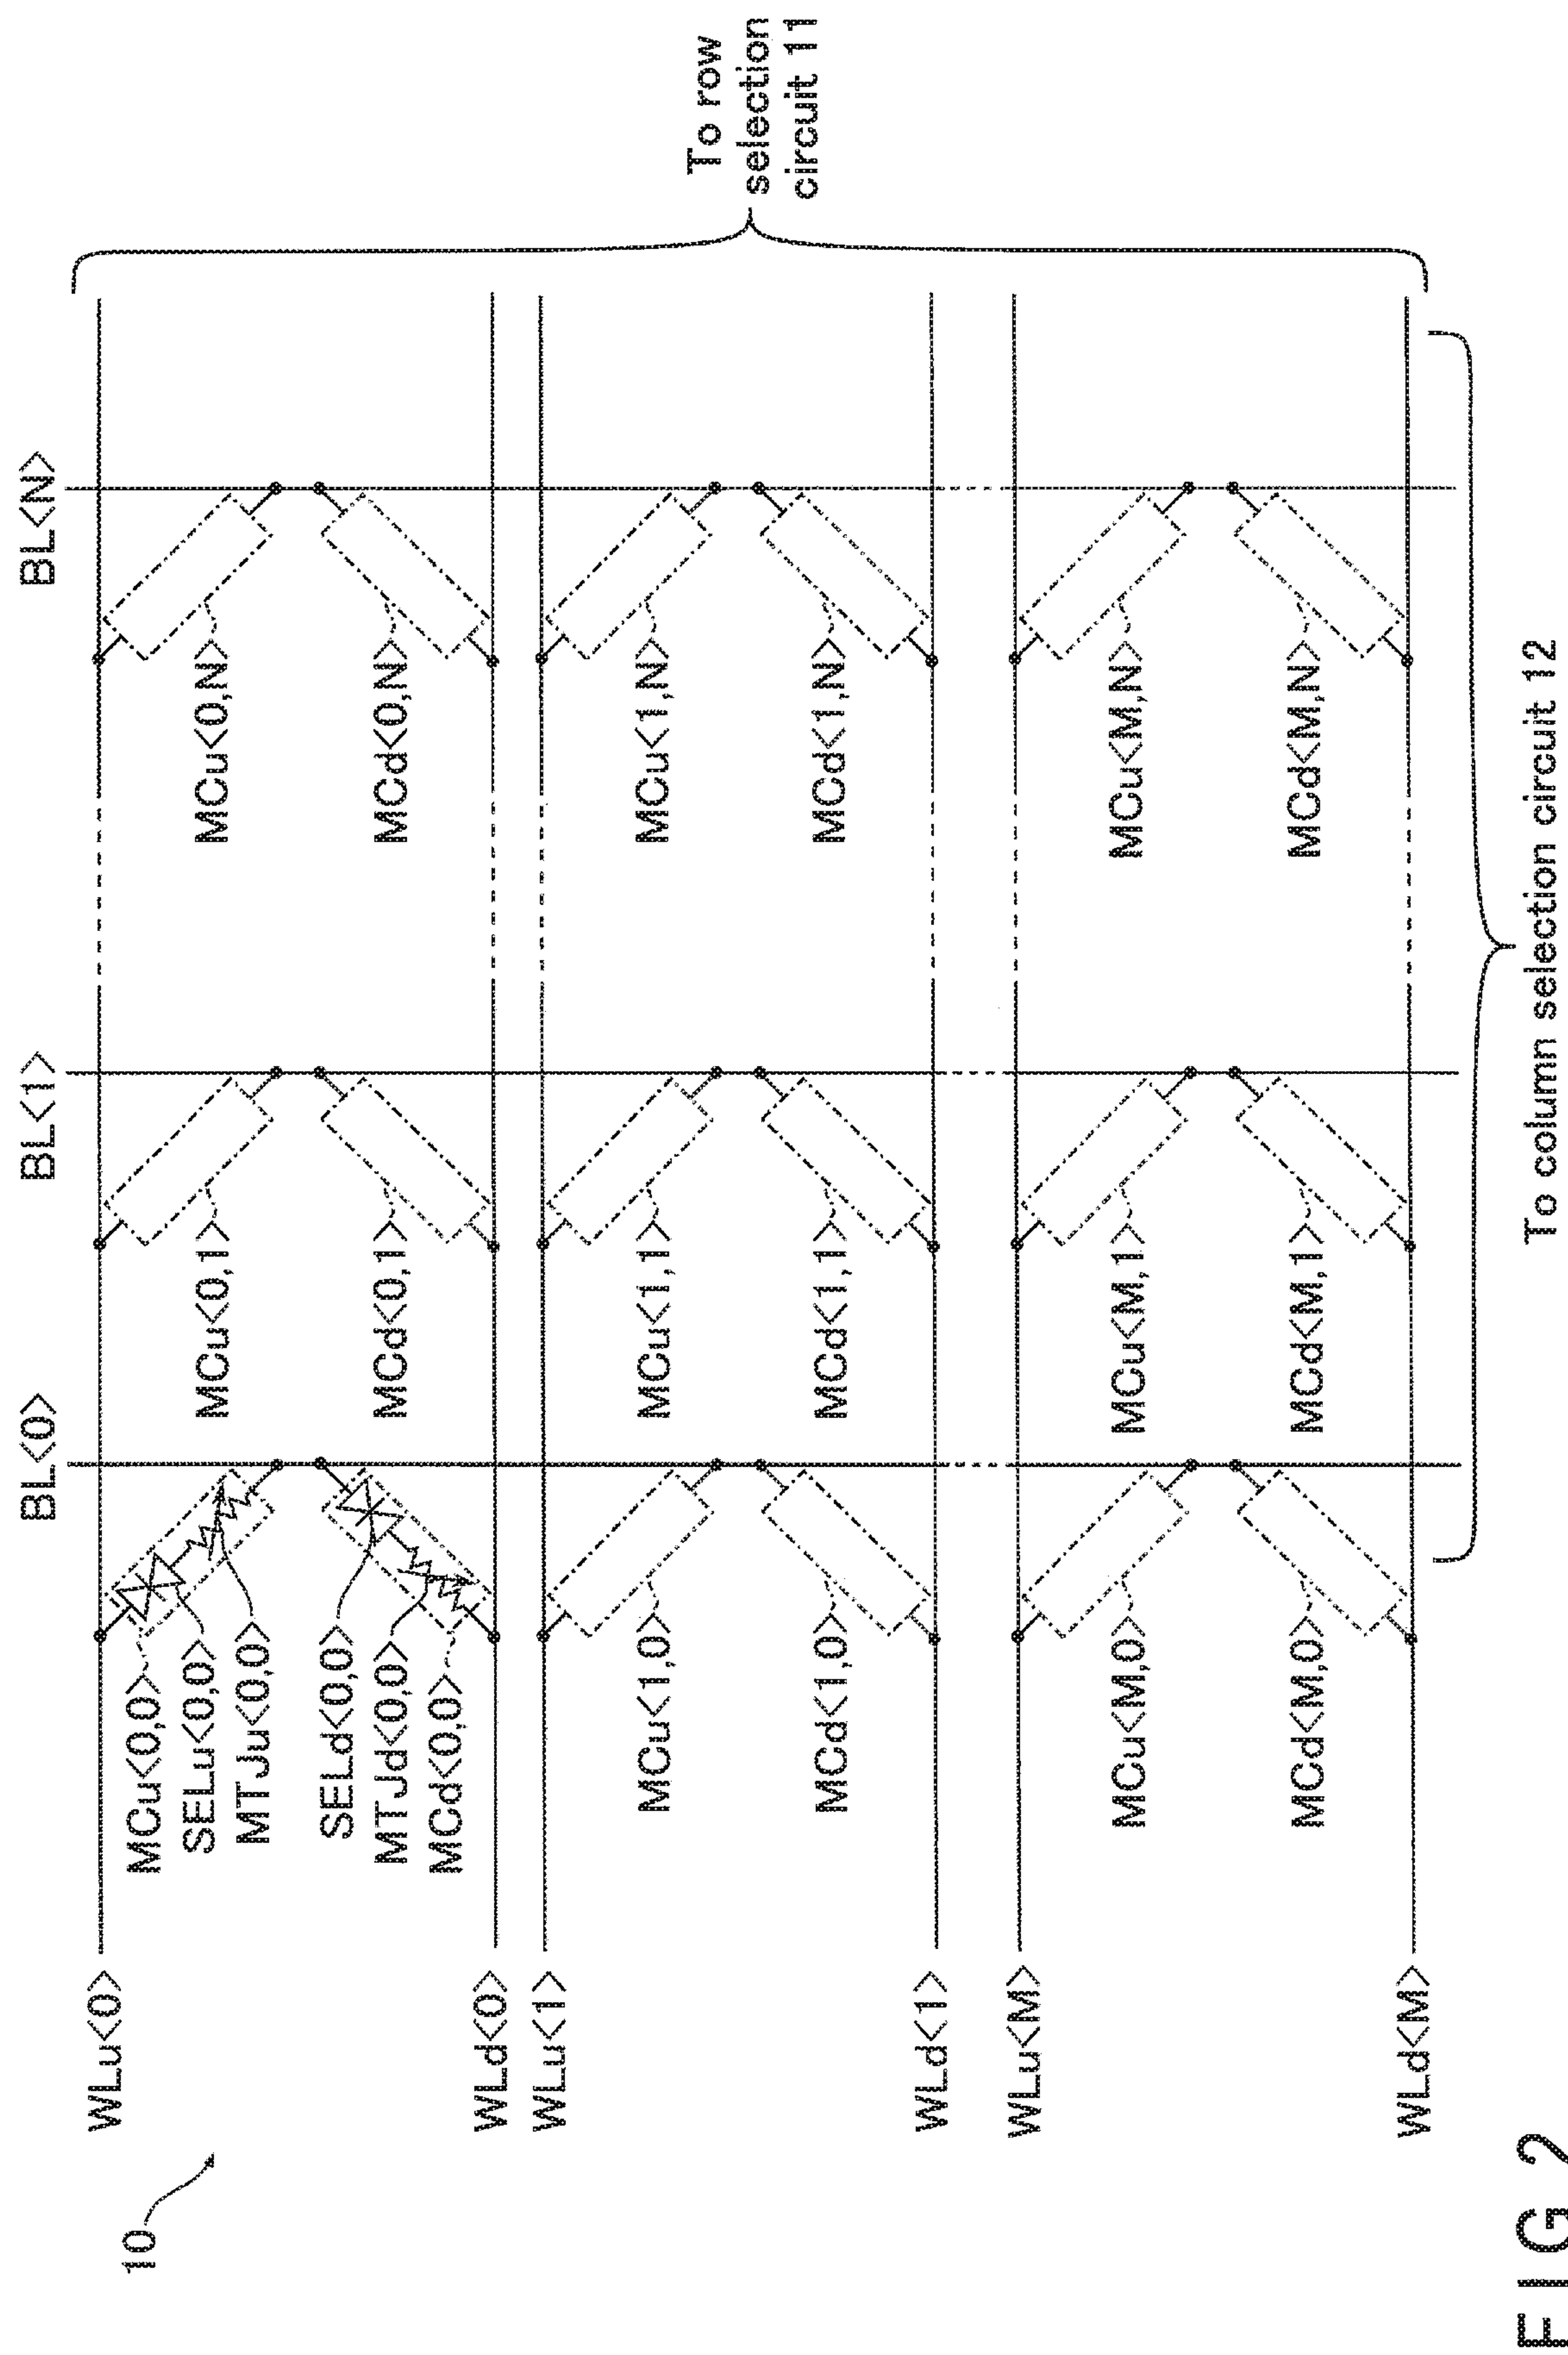 BL<0>
BL<1>
BL<N>
WLu<0>
10
MCu<0,0>
SELu<0,0>
MTJu<0,0>
MCu<0,1>
MCu<0,N>
SELd<0,0>
MTJd<0,0>
MCd<0,0>
MCd<0,1>
MCd<0,N>
WLd<0>
WLu<1>
MCu<1,0>
MCu<1,1>
MCu<1,N>
To row
selection
circuit 11
MCd<1,0>
MCd<1,1>
MCd<1,N>
WLd<1>
WLu<M>
MCu<M,0>
MCu<M,1>
MCu<M,N>
MCd<M,0>
MCd<M,1>
MCd<M,N>
WLd<M>
To column selection circuit 12
FIG 2